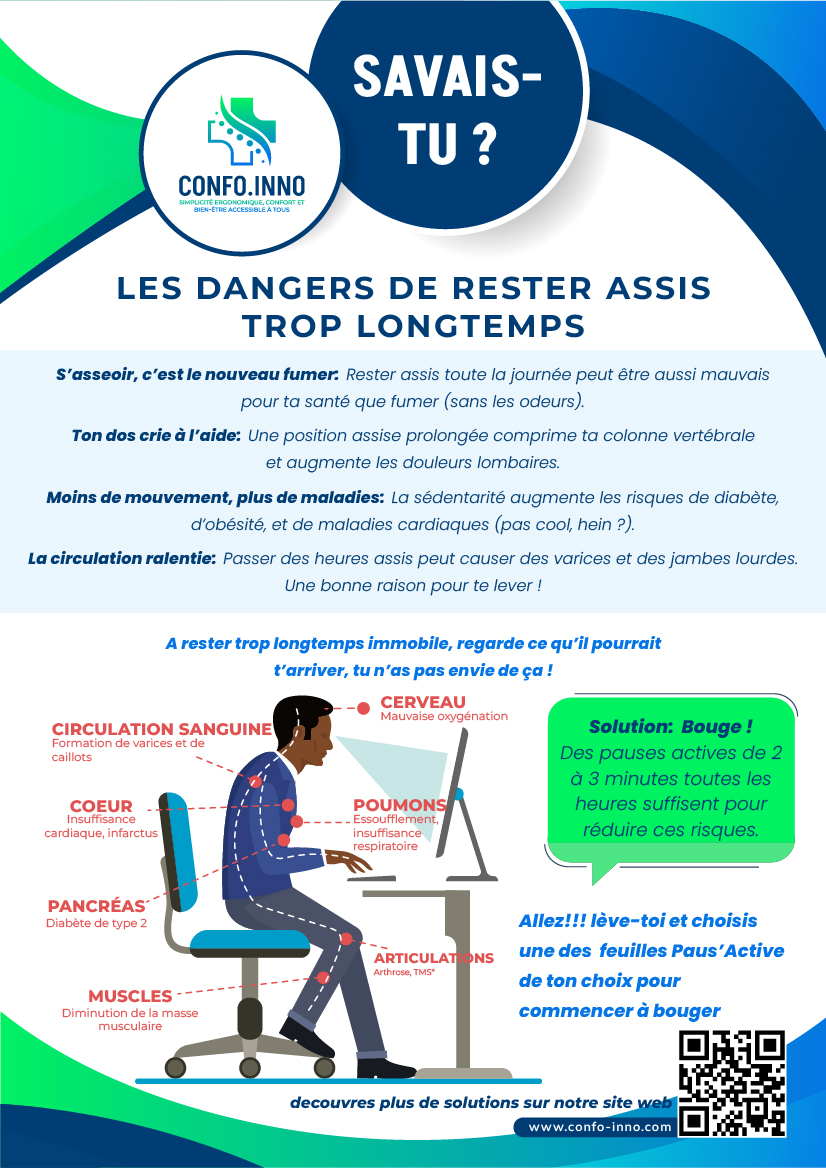 SAVAIS-
TU ?
CONFO.INNO
SIMPLICITÉ ERGONOMIQUE, CONFORT ET
BIEN-ÊTRE ACCESSIBLE À TOUS
LES DANGERS DE RESTER ASSIS
TROP LONGTEMPS
S’asseoir, c’est le nouveau fumer: Rester assis toute la journée peut être aussi mauvais
pour ta santé que fumer (sans les odeurs).
Ton dos crie à l’aide: Une position assise prolongée comprime ta colonne vertébrale
et augmente les douleurs lombaires.
Moins de mouvement, plus de maladies: La sédentarité augmente les risques de diabète,
d’obésité, et de maladies cardiaques (pas cool, hein ?).
La circulation ralentie: Passer des heures assis peut causer des varices et des jambes lourdes.
Une bonne raison pour te lever !
A rester trop longtemps immobile, regarde ce qu’il pourrait
t’arriver, tu n’as pas envie de ça !
CERVEAU
Mauvaise oxygénation
CIRCULATION SANGUINE
Formation de varices et de
caillots
COEUR
Insuffisance
cardiaque, infarctus
POUMONS
Essoufflement,
insuffisance
respiratoire
PANCRÉAS
Diabète de type 2
ARTICULATIONS
Arthrose, TMS*
MUSCLES
Diminution de la masse
musculaire
Solution: Bouge !
Des pauses actives de 2
à 3 minutes toutes les
heures suffisent pour
réduire ces risques.
Allez!!! lève-toi et choisis
une des feuilles Paus’Active
de ton choix pour
commencer à bouger
decouvres plus de solutions sur notre site web
www.confo-inno.com